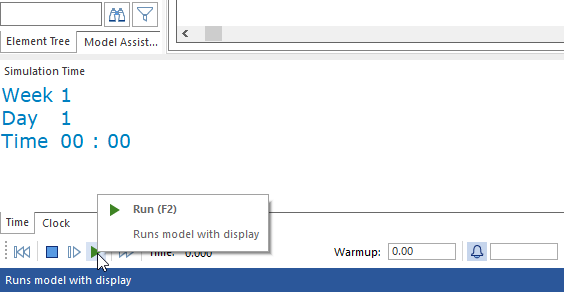 Element Tree Model Assist...
Simulation Time
Week 1
Day 1
Time 00 : 00
Run (F2)
Runs model with display
Time Clock
Time: 0.000 Warmup: 0.00
Runs model with display